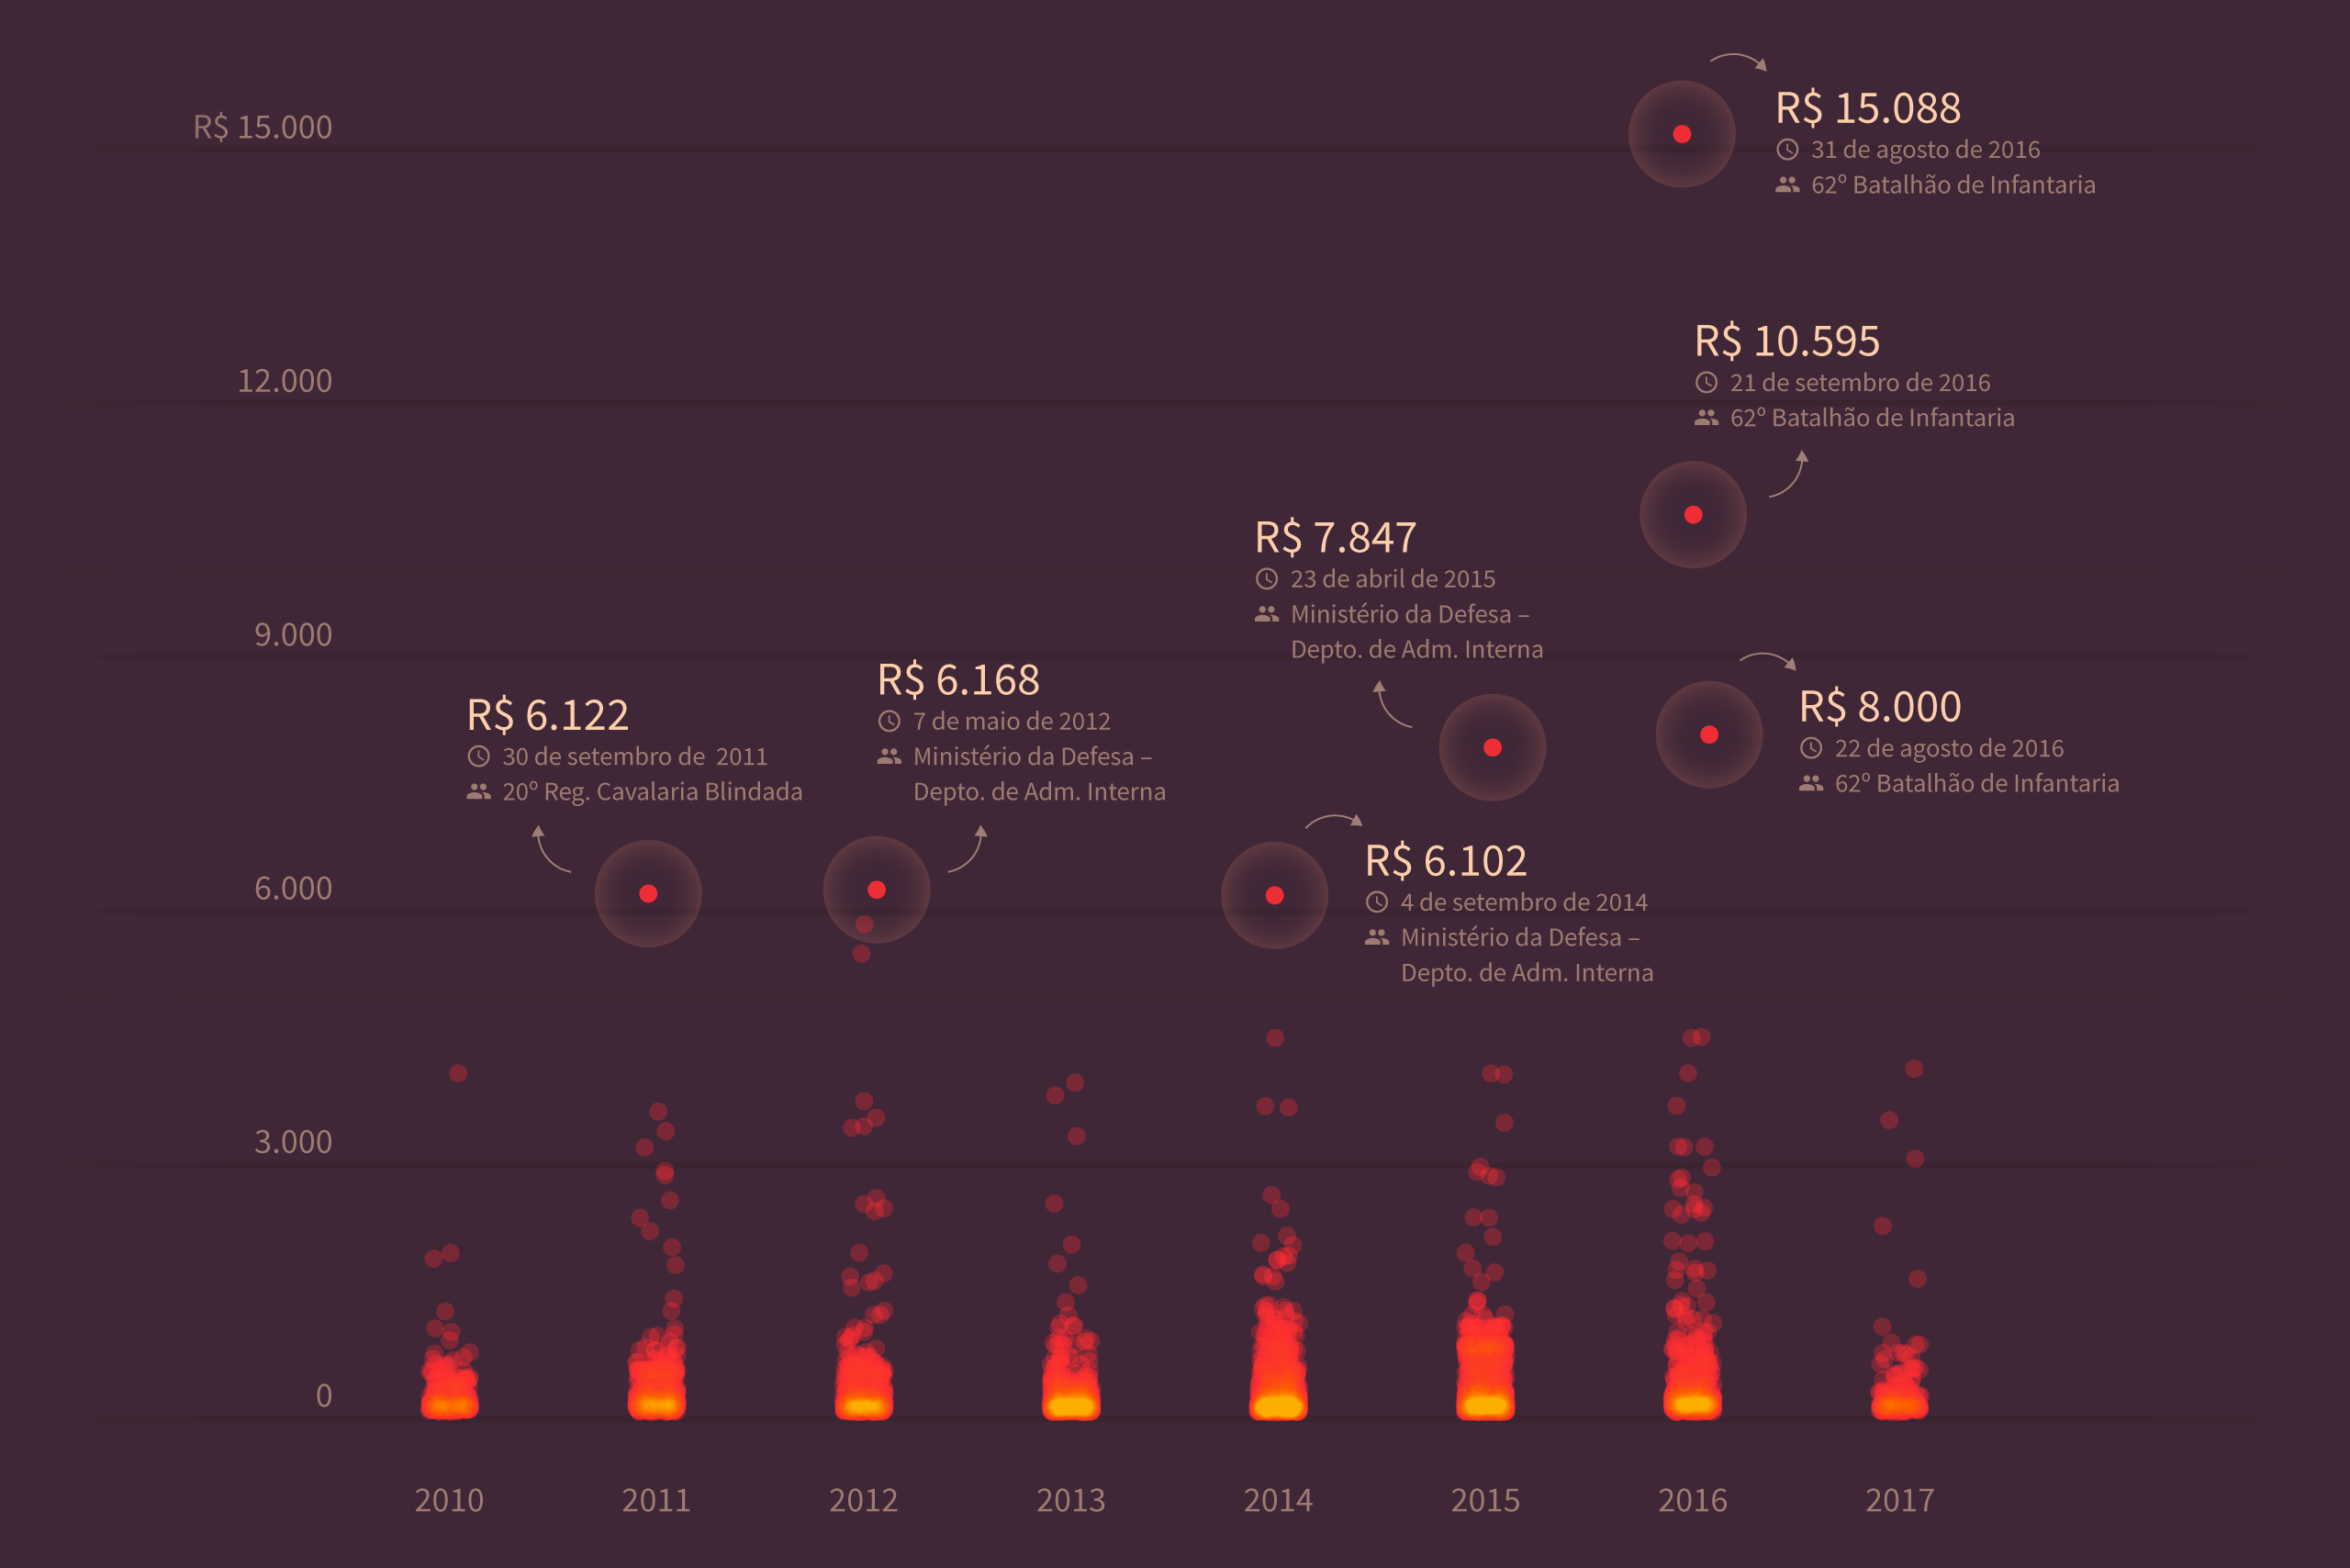 R$ 15.000
R$ 15.088
31 de agosto de 2016
62º Batalhão de Infantaria
R$ 10.595
21 de setembro de 2016
62º Batalhão de Infantaria
12.000
R$ 7.847
23 de abril de 2015
Ministério da Defesa –
Depto. de Adm. Interna
9.000
R$ 6.122
30 de setembro de 2011
20º Reg. Cavalaria Blindada
R$ 6.168
7 de maio de 2012
Ministério da Defesa –
Depto. de Adm. Interna
R$ 8.000
22 de agosto de 2016
62º Batalhão de Infantaria
6.000
R$ 6.102
4 de setembro de 2014
Ministério da Defesa –
Depto. de Adm. Interna
3.000
0
2010 2011 2012 2013 2014 2015 2016 2017